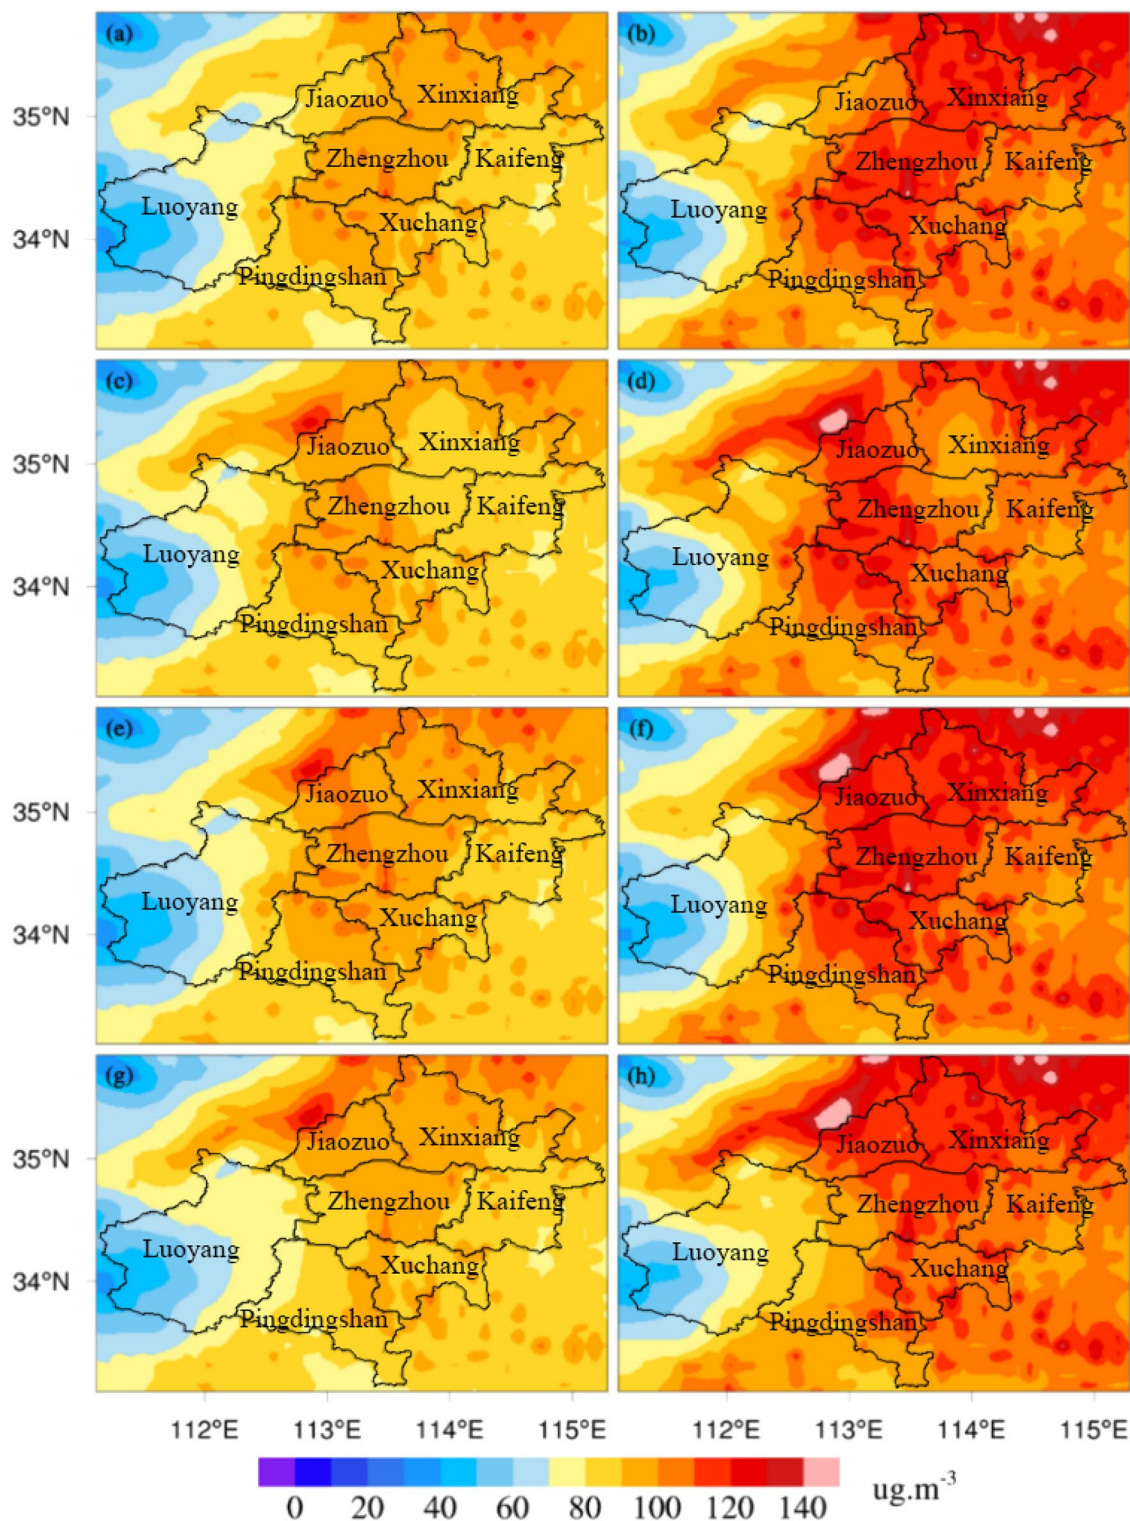 (a) (b)
Jiaozuo Xinxiang Jiaozuo Xinxiang
35°N
Zhengzhou Kaifeng Zhengzhou Kaifeng
Luoyang Xuchang Luoyang Xuchang
34°N
Pingdingshan Pingdingshan
(c) (d)
Jiaozuo Xinxiang Jiaozuo Xinxiang
35°N
Zhengzhou Kaifeng Zhengzhou Kaifeng
Luoyang Xuchang Luoyang Xuchang
34°N
Pingdingshan Pingdingshan
(e) (f)
Jiaozuo Xinxiang Jiaozuo Xinxiang
35°N
Zhengzhou Kaifeng Zhengzhou Kaifeng
Luoyang Xuchang Luoyang Xuchang
34°N
Pingdingshan Pingdingshan
(g) (h)
Jiaozuo Xinxiang Jiaozuo Xinxiang
35°N
Zhengzhou Kaifeng Zhengzhou Kaifeng
Luoyang Xuchang Luoyang Xuchang
34°N
Pingdingshan Pingdingshan
112°E 113°E 114°E 115°E 112°E 113°E 114°E 115°E
0 20 40 60 80 100 120 140 ug.m⁻³